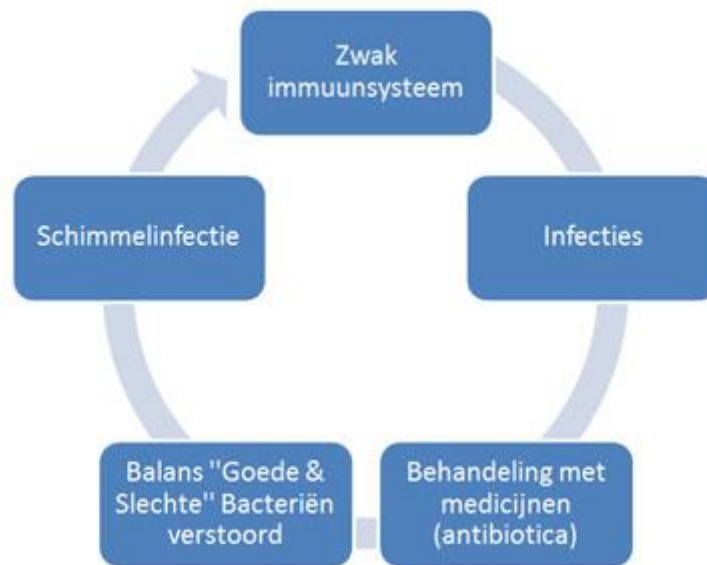 Zwak
immuunsysteem
Infecties
Behandeling met
medicijnen
(antibiotica)
Balans "Goede &
Slechte" Bacteriën
verstoord
Schimmelinfectie